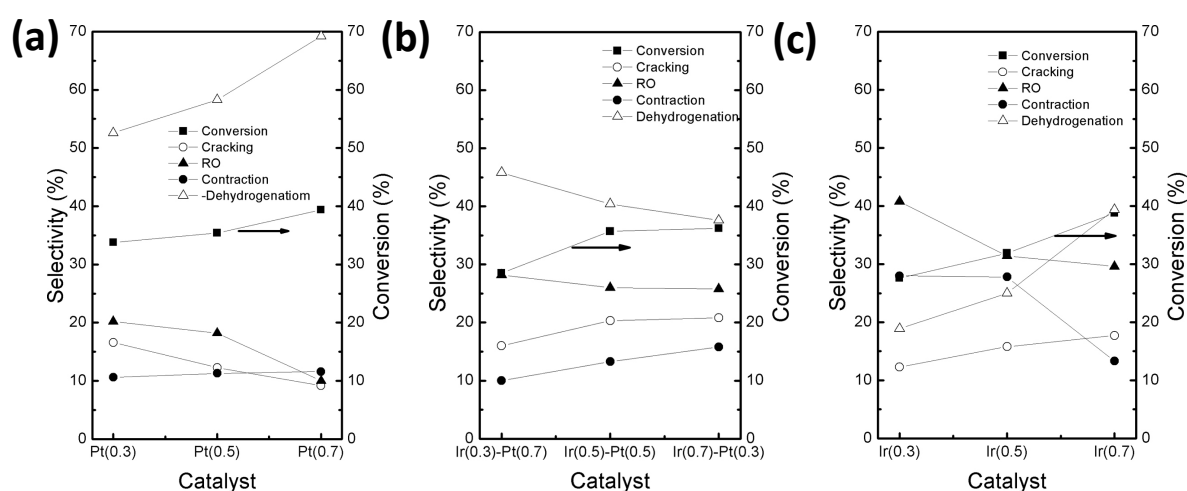 (a)
70
60
50
40
30
20
10
0
Selectivity (%)
Conversion
Cracking
RO
Contraction
-Dehydrogenatiom
70
60
50
40
30
20
10
0
Conversion (%)
Pt(0.3) Pt(0.5) Pt(0.7)
Catalyst
(b)
70
60
50
40
30
20
10
0
Selectivity (%)
Conversion
Cracking
RO
Contraction
Dehydrogenation
70
60
50
40
30
20
10
0
Conversion (%)
Ir(0.3)-Pt(0.7) Ir(0.5)-Pt(0.5) Ir(0.7)-Pt(0.3)
Catalyst
(c)
70
60
50
40
30
20
10
0
Selectivity (%)
Conversion
Cracking
RO
Contraction
Dehydrogenation
70
60
50
40
30
20
10
0
Conversion (%)
Ir(0.3) Ir(0.5) Ir(0.7)
Catalyst